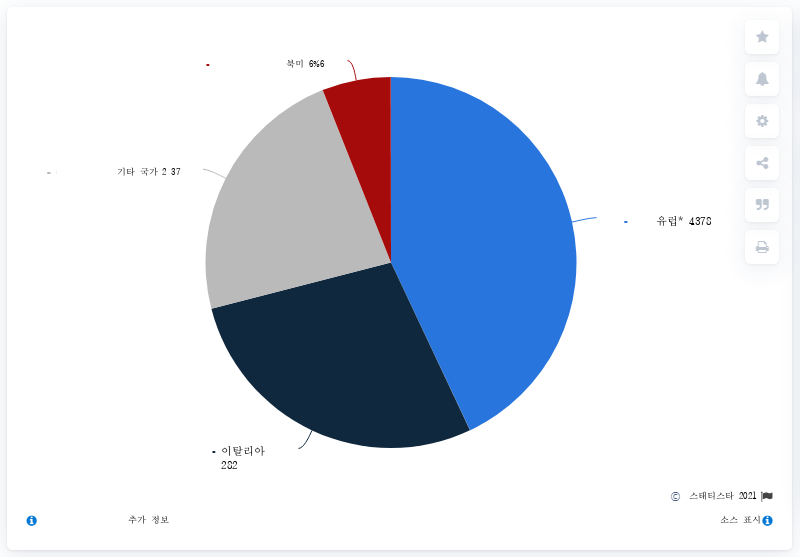 북미 6%6
기타 국가 2 37
유럽* 4378
이탈리아
282
© 스태티스타 2021
추가 정보
소스 표시